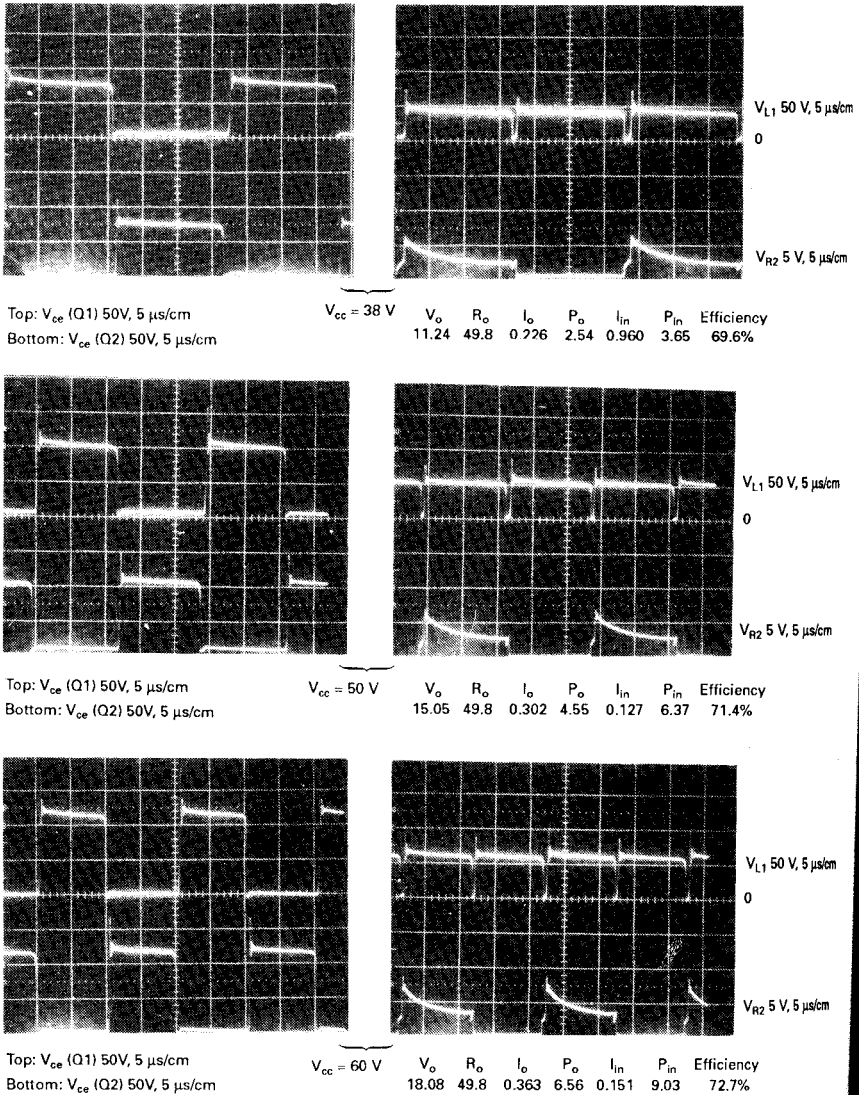 V_L1 50 V, 5 µs/cm
0
V_R2 5 V, 5 µs/cm
Top: V_ce (Q1) 50V, 5 µs/cm
Bottom: V_ce (Q2) 50V, 5 µs/cm
V_cc = 38 V
V_o R_o I_o P_o I_in P_in Efficiency
11.24 49.8 0.226 2.54 0.960 3.65 69.6%
V_L1 50 V, 5 µs/cm
0
V_R2 5 V, 5 µs/cm
Top: V_ce (Q1) 50V, 5 µs/cm
Bottom: V_ce (Q2) 50V, 5 µs/cm
V_cc = 50 V
V_o R_o I_o P_o I_in P_in Efficiency
15.05 49.8 0.302 4.55 0.127 6.37 71.4%
V_L1 50 V, 5 µs/cm
0
V_R2 5 V, 5 µs/cm
Top: V_ce (Q1) 50V, 5 µs/cm
Bottom: V_ce (Q2) 50V, 5 µs/cm
V_cc = 60 V
V_o R_o I_o P_o I_in P_in Efficiency
18.08 49.8 0.363 6.56 0.151 9.03 72.7%